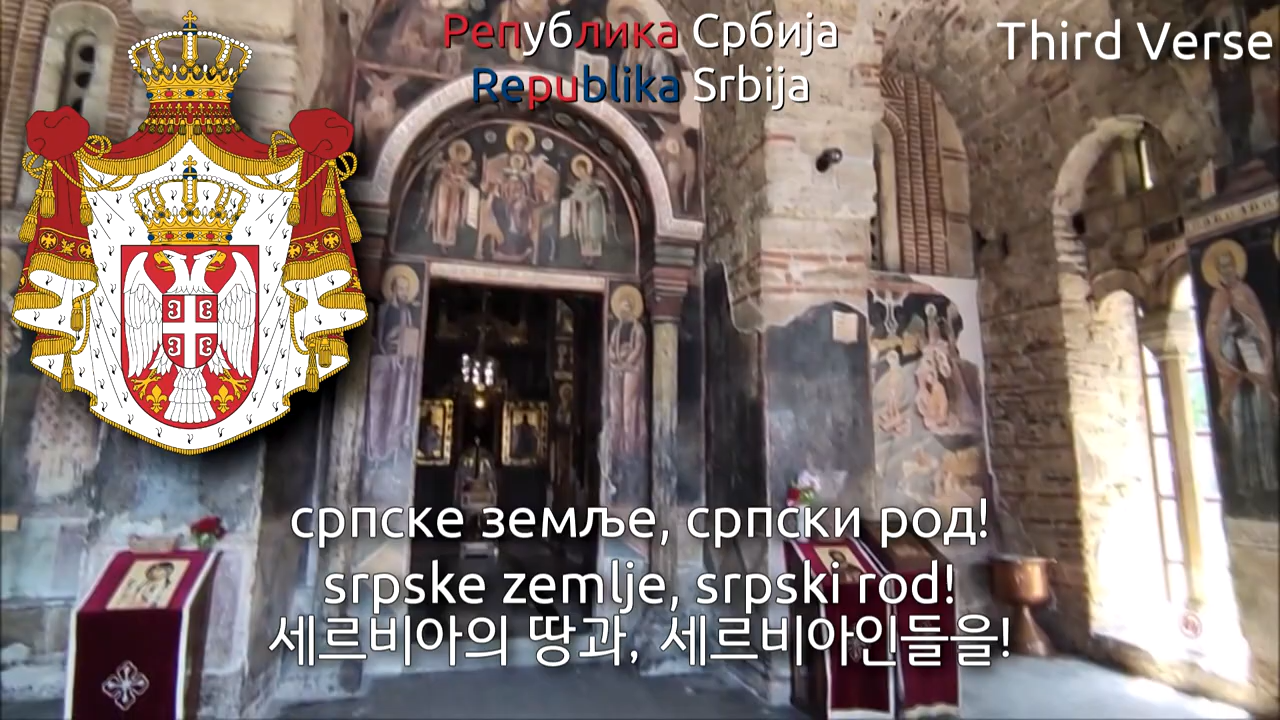 Република Србија
Republika Srbija
Third Verse
српске земље, српски род!
srpske zemlje, srpski rod!
세르비아의 땅과, 세르비아인들을!